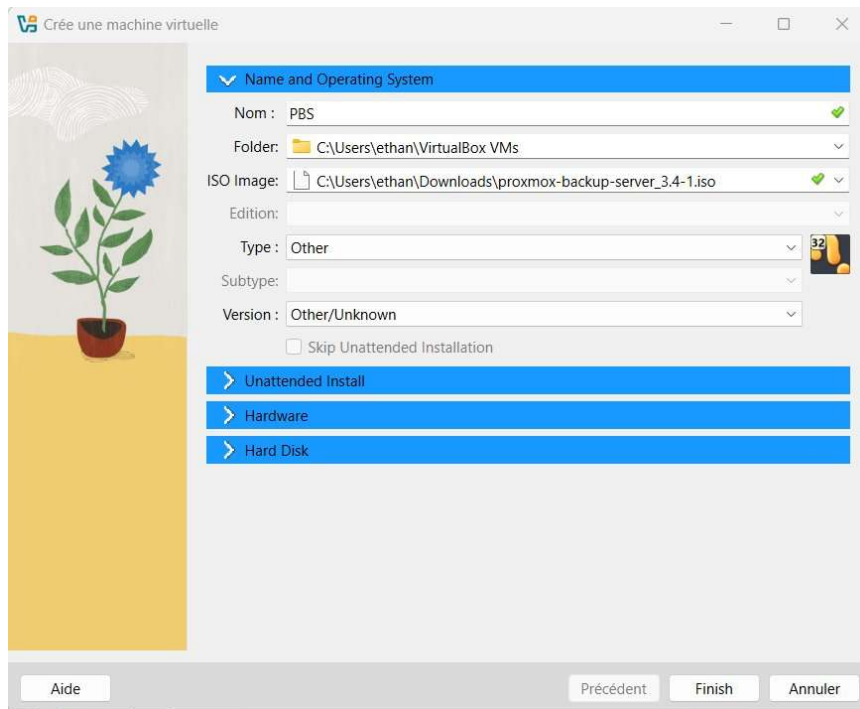 Crée une machine virtuelle
Name and Operating System
Nom : PBS
Folder: C:\Users\ethan\VirtualBox VMs
ISO Image: C:\Users\ethan\Downloads\proxmox-backup-server_3.4-1.iso
Edition:
Type : Other
32
Subtype:
Version : Other/Unknown
Skip Unattended Installation
Unattended Install
Hardware
Hard Disk
Aide Précédent Finish Annuler